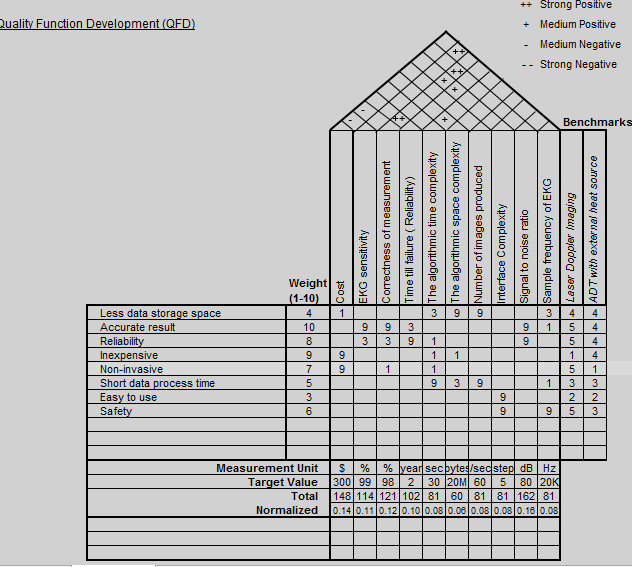 ++ Strong Positive
Quality Function Development (QFD)
+ Medium Positive
- Medium Negative
-- Strong Negative
++
++
+
+
-
- ++ +
Benchmarks
Weight
(1-10)
Cost
EKG sensitivity
Correctness of measurement
Time till failure ( Reliability)
The algorithmic time complexity
The algorithmic space complexity
Number of images produced
Interface Complexity
Signal to noise ratio
Sample frequency of EKG
Laser Doppler Imaging
ADT with external heat source
Less data storage space 4 1 3 9 9 3 4 4
Accurate result 10 9 9 3 9 1 5 4
Reliability 8 3 3 9 1 9 5 4
Inexpensive 9 9 1 1 1 4
Non-invasive 7 9 1 1 5 1
Short data process time 5 9 3 9 1 3 3
Easy to use 3 9 2 2
Safety 6 9 9 5 3
Measurement Unit $ % % year sec bytes /sec step dB Hz
Target Value 300 99 98 2 30 20M 60 5 80 20K
Total 148 114 121 102 81 60 81 81 162 81
Normalized 0.14 0.11 0.12 0.10 0.08 0.06 0.08 0.08 0.16 0.08